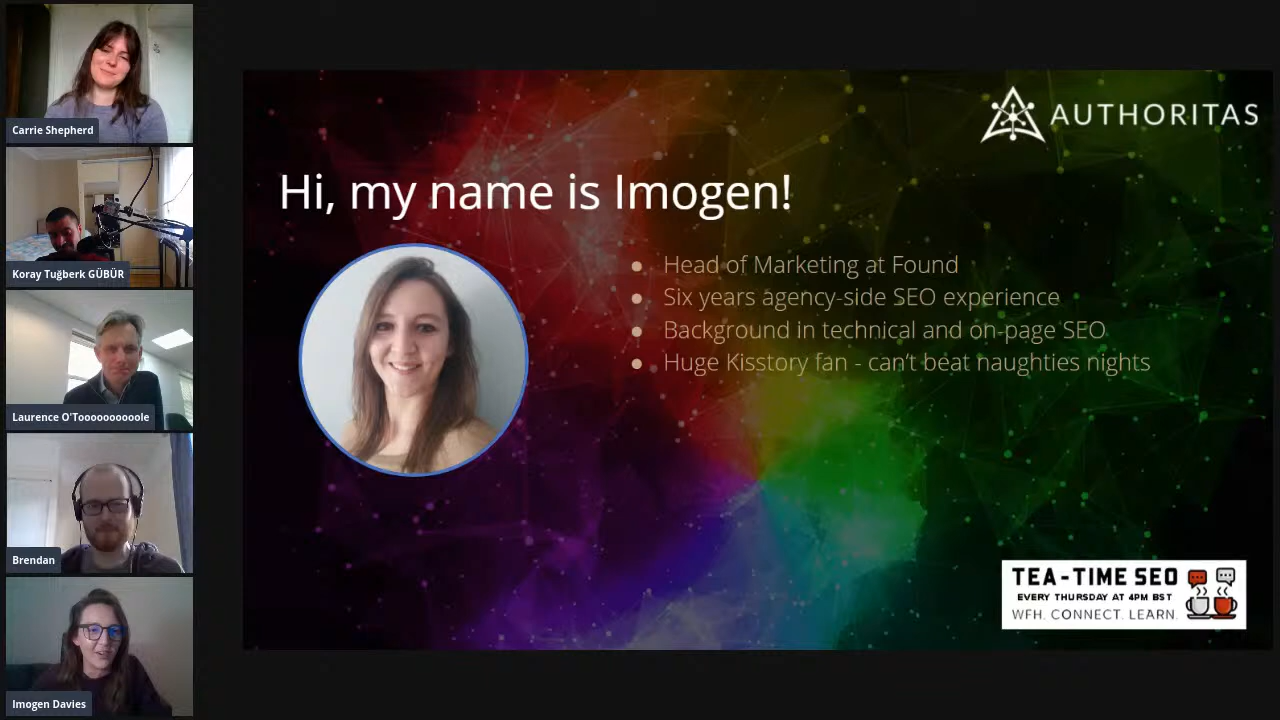 Carrie Shepherd
Koray Tuğberk GÜBÜR
Laurence O'Toooooooooole
Brendan
Imogen Davies
AUTHORITAS
Hi, my name is Imogen!
● Head of Marketing at Found
● Six years agency-side SEO experience
● Background in technical and on-page SEO
● Huge Kisstory fan - can't beat naughties nights
TEA-TIME SEO
EVERY THURSDAY AT 4PM BST
WFH. CONNECT. LEARN.